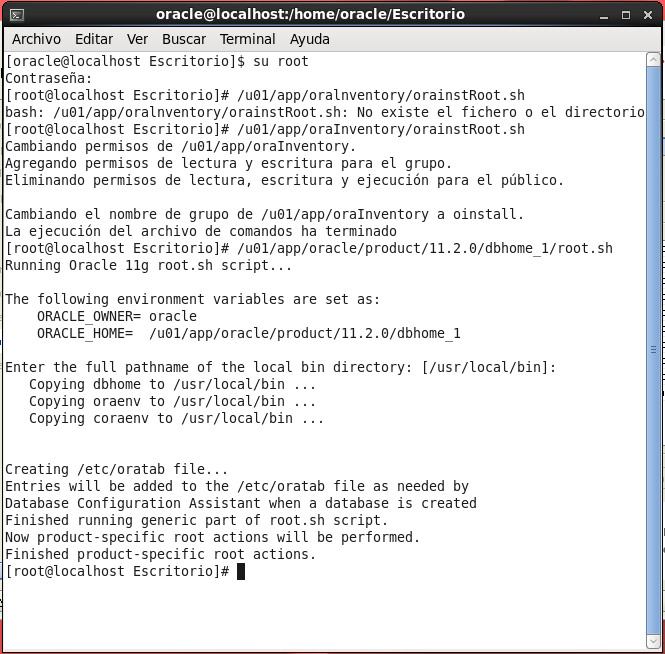 oracle@localhost:/home/oracle/Escritorio
Archivo Editar Ver Buscar Terminal Ayuda
[oracle@localhost Escritorio]$ su root
Contraseña:
[root@localhost Escritorio]# /u01/app/oralnventory/orainstRoot.sh
bash: /u01/app/oralnventory/orainstRoot.sh: No existe el fichero o el directorio
[root@localhost Escritorio]# /u01/app/oraInventory/orainstRoot.sh
Cambiando permisos de /u01/app/oraInventory.
Agregando permisos de lectura y escritura para el grupo.
Eliminando permisos de lectura, escritura y ejecución para el público.
Cambiando el nombre de grupo de /u01/app/oraInventory a oinstall.
La ejecución del archivo de comandos ha terminado
[root@localhost Escritorio]# /u01/app/oracle/product/11.2.0/dbhome_1/root.sh
Running Oracle 11g root.sh script...
The following environment variables are set as:
ORACLE_OWNER= oracle
ORACLE_HOME=  /u01/app/oracle/product/11.2.0/dbhome_1
Enter the full pathname of the local bin directory: [/usr/local/bin]:
Copying dbhome to /usr/local/bin ...
Copying oraenv to /usr/local/bin ...
Copying coraenv to /usr/local/bin ...
Creating /etc/oratab file...
Entries will be added to the /etc/oratab file as needed by
Database Configuration Assistant when a database is created
Finished running generic part of root.sh script.
Now product-specific root actions will be performed.
Finished product-specific root actions.
[root@localhost Escritorio]#